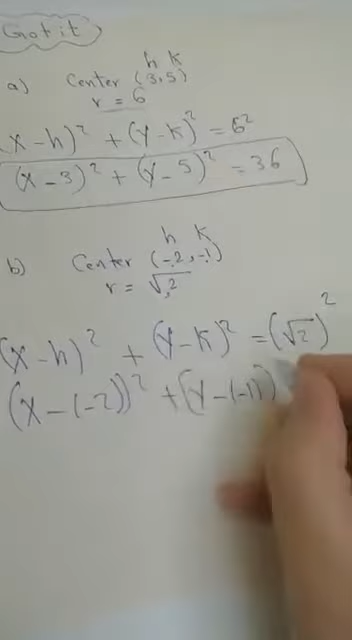 Got it
h k
a) Center (3,5)
r = 6
(x-h)² + (y-k)² = 6²
(x-3)² + (y-5)² = 36
h k
b) Center (-2,-1)
r = √2
(x-h)² + (y-k)² = (√2)²
(x-(-2))² + (y-(-1))